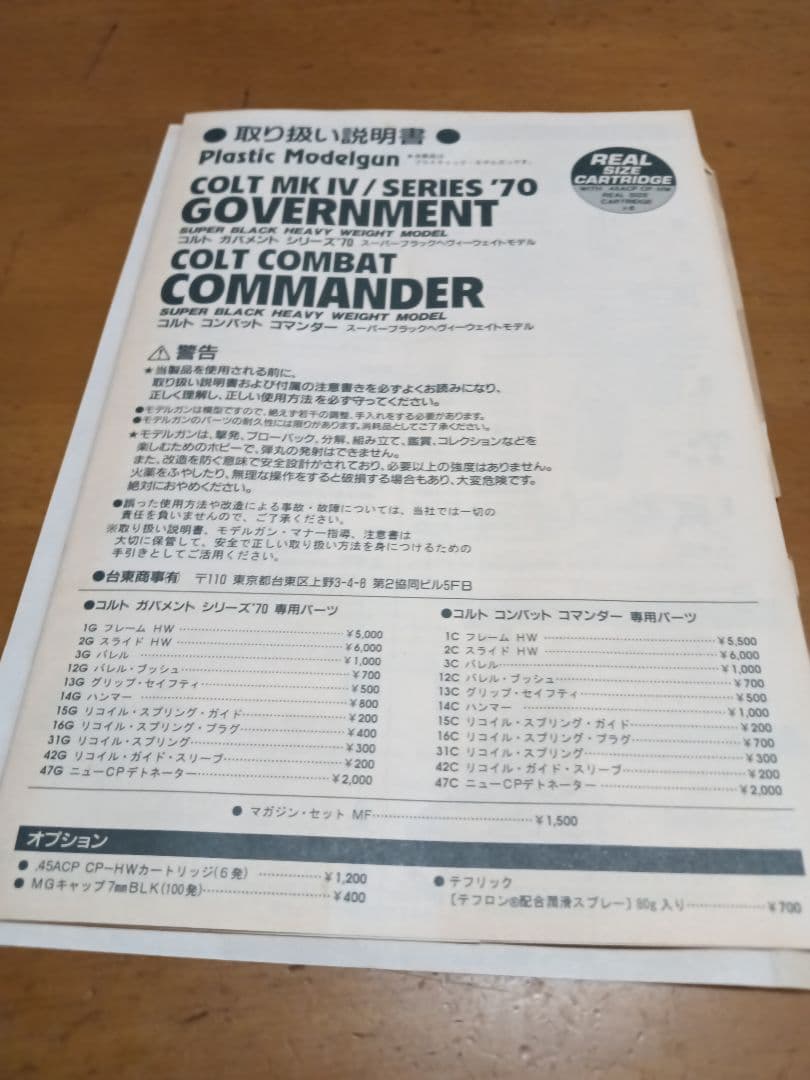 ● 取り扱い説明書 ●
Plastic Modelgun
REAL
SIZE
CARTRIDGE
WITH .45ACP CP-HW
REAL SIZE
CARTRIDGE
×6
COLT MK IV / SERIES '70
GOVERNMENT
SUPER BLACK HEAVY WEIGHT MODEL
コルト ガバメント シリーズ'70 スーパーブラックヘヴィーウェイトモデル
COLT COMBAT
COMMANDER
SUPER BLACK HEAVY WEIGHT MODEL
コルト コンバット コマンダー スーパーブラックヘヴィーウェイトモデル
⚠ 警告
★当製品を使用される前に、
取り扱い説明書および付属の注意書きを必ずよくお読みになり、
正しく理解し、正しい使用方法を必ず守ってください。
●モデルガンは模型ですので、絶えず若干の調整、手入れをする必要があります。
●モデルガンのパーツの耐久性には限りがあります。消耗品としてご了承ください。
★モデルガンは、撃発、ブローバック、分解、組み立て、鑑賞、コレクションなどを
楽しむためのホビーで、弾丸の発射はできません。
また、改造を防ぐ意味で安全設計がされており、必要以上の強度はありません。
火薬をふやしたり、無理な操作をすると破損する場合もあり、大変危険です。
絶対におやめください。
●誤った使用方法や改造による事故・故障については、当社では一切の
責任を負いませんので、ご了承ください。
※取り扱い説明書、モデルガン・マナー指導、注意書は
大切に保管して、安全で正しい取り扱い方法を身につけるための
手引きとしてご活用ください。
●台東商事㈲ 〒110 東京都台東区上野3-4-8 第2協同ビル5FB
●コルト ガバメント シリーズ'70 専用パーツ
1G フレーム HW ¥5,000
2G スライド HW ¥6,000
3G バレル ¥1,000
12G バレル・ブッシュ ¥700
13G グリップ・セイフティ ¥500
14G ハンマー ¥800
15G リコイル・スプリング・ガイド ¥200
16G リコイル・スプリング・プラグ ¥400
31G リコイル・スプリング ¥300
42G リコイル・ガイド・スリーブ ¥200
47G ニューCPデトネーター ¥2,000
●コルト コンバット コマンダー 専用パーツ
1C フレーム HW ¥5,500
2C スライド HW ¥6,000
3C バレル ¥1,000
12C バレル・ブッシュ ¥700
13C グリップ・セイフティ ¥500
14C ハンマー ¥1,000
15C リコイル・スプリング・ガイド ¥200
16C リコイル・スプリング・プラグ ¥700
31C リコイル・スプリング ¥300
42C リコイル・ガイド・スリーブ ¥200
47C ニューCPデトネーター ¥2,000
● マガジン・セット MF ¥1,500
オプション
● .45ACP CP-HWカートリッジ(6発) ¥1,200
● MGキャップ7mmBLK(100発) ¥400
● テフリック
〔テフロン®配合潤滑スプレー〕80g入り ¥700